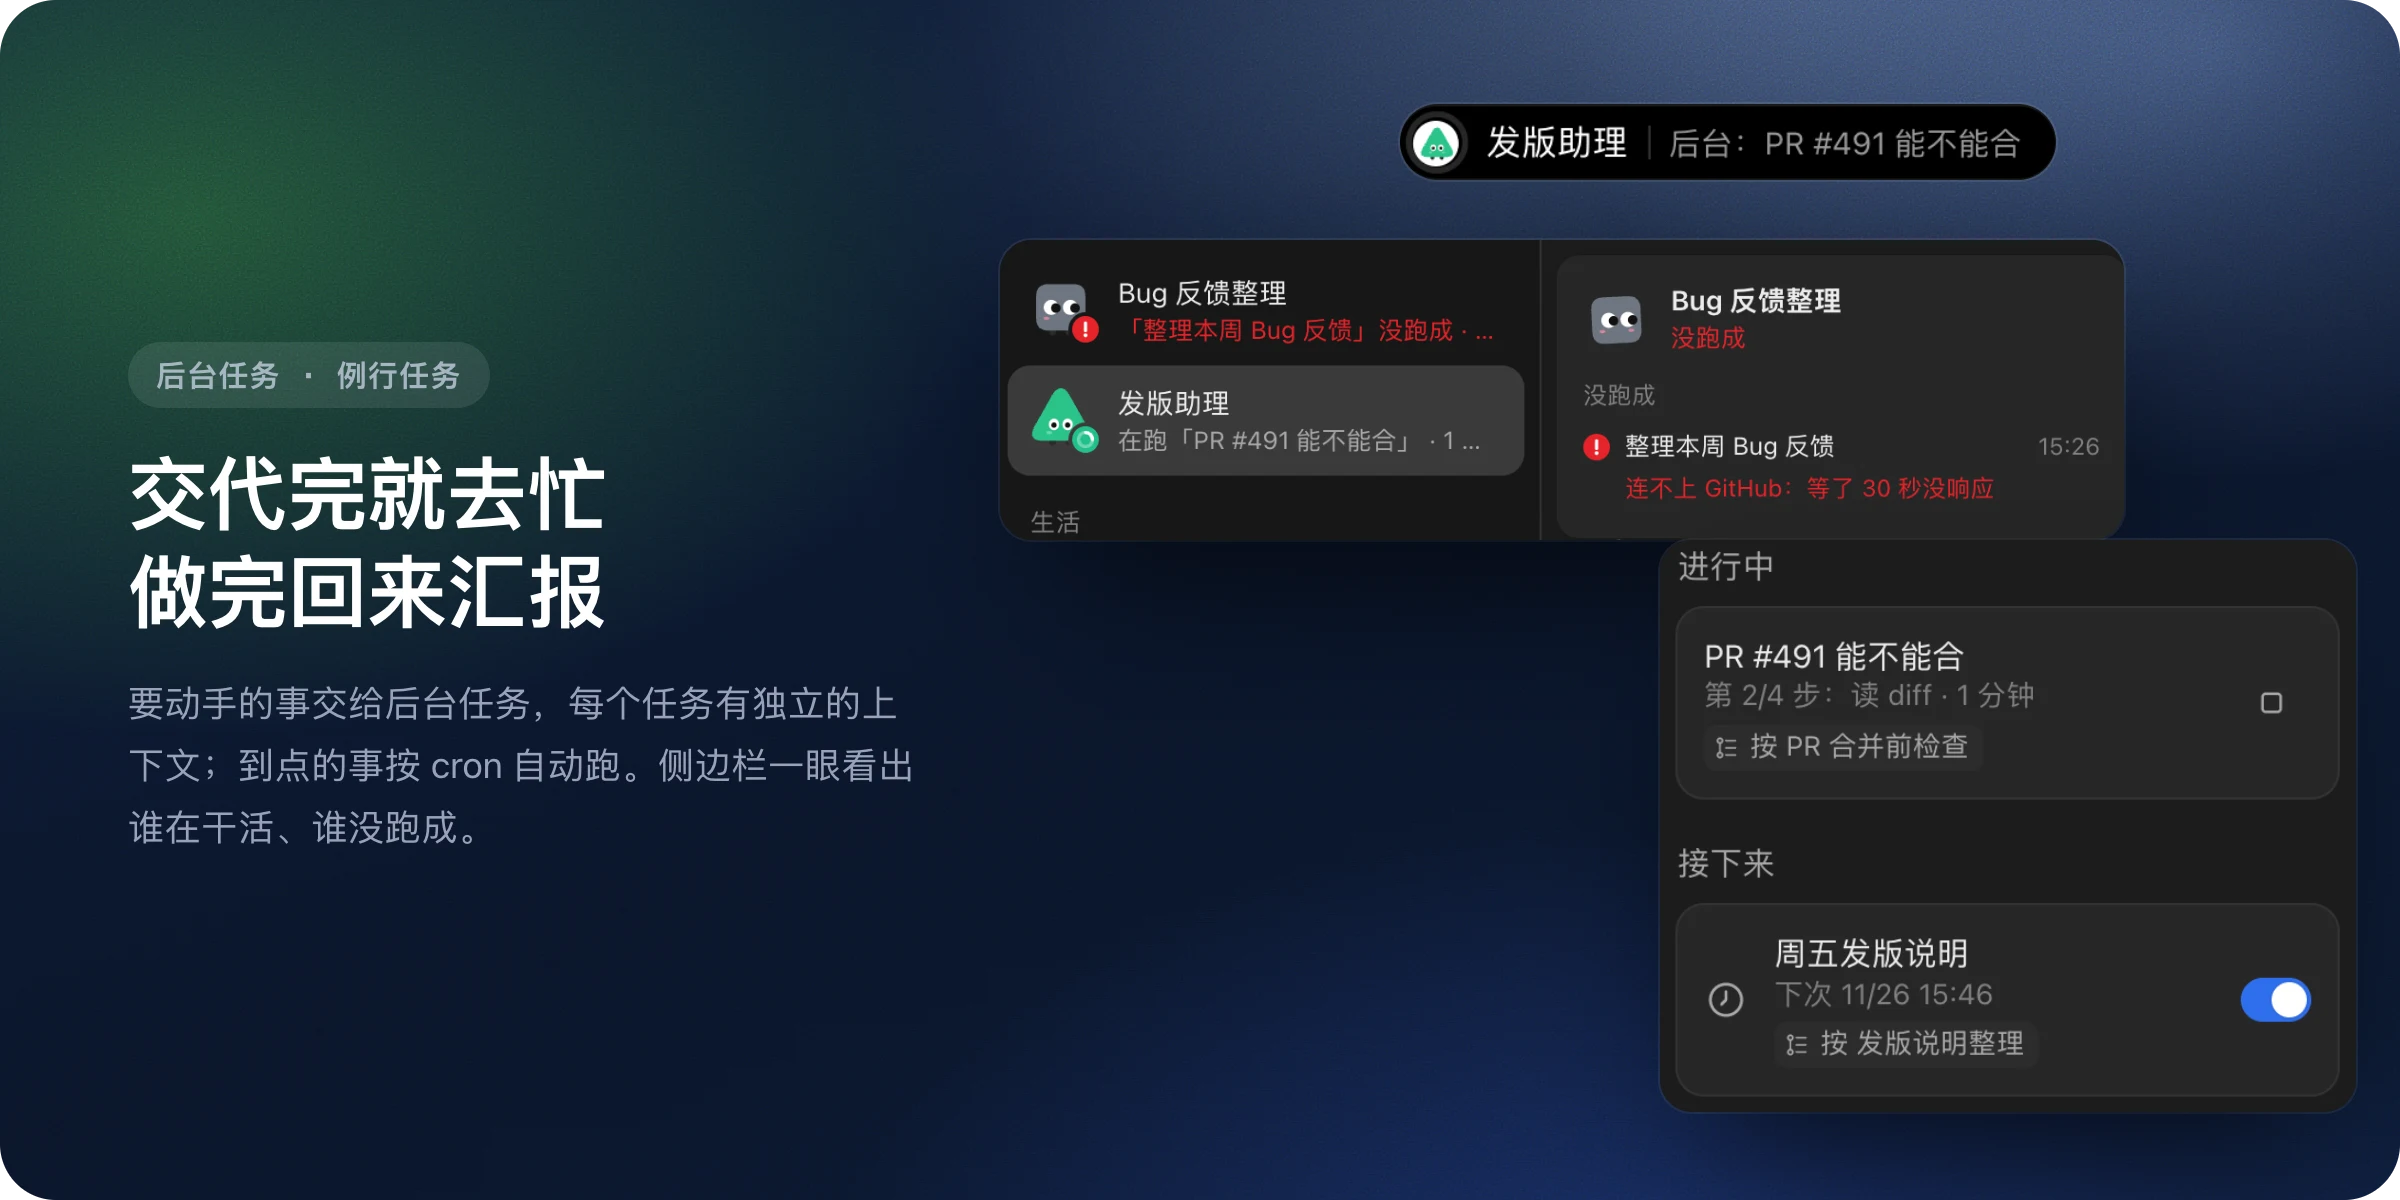 后台任务 · 例行任务
交代完就去忙
做完回来汇报
要动手的事交给后台任务，每个任务有独立的上
下文；到点的事按 cron 自动跑。侧边栏一眼看出
谁在干活、谁没跑成。
发版助理 | 后台：PR #491 能不能合
Bug 反馈整理
「整理本周 Bug 反馈」没跑成 · ...
发版助理
在跑「PR #491 能不能合」 · 1 ...
生活
Bug 反馈整理
没跑成
没跑成
整理本周 Bug 反馈 15:26
连不上 GitHub：等了 30 秒没响应
进行中
PR #491 能不能合
第 2/4 步：读 diff · 1 分钟
按 PR 合并前检查
接下来
周五发版说明
下次 11/26 15:46
按 发版说明整理